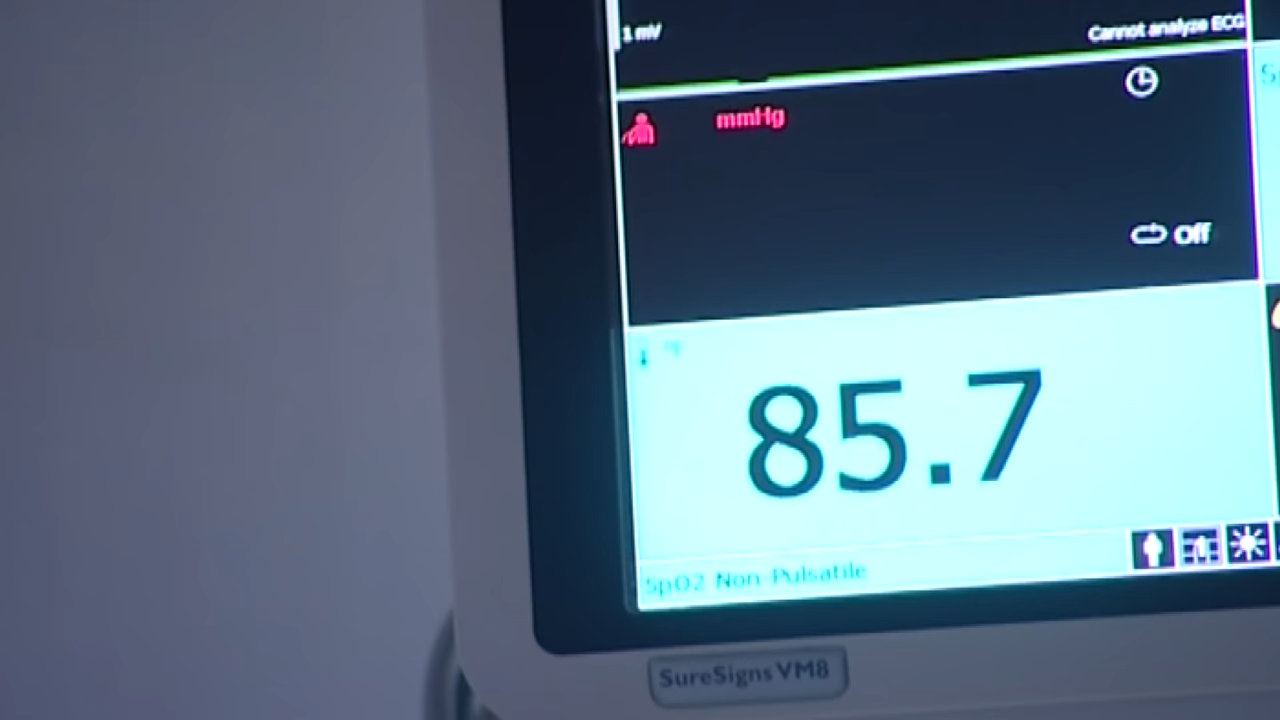 1 mV
Cannot analyze ECG
mmHg
Off
°F
85.7
SpO2 Non-Pulsatile
SureSigns VM8